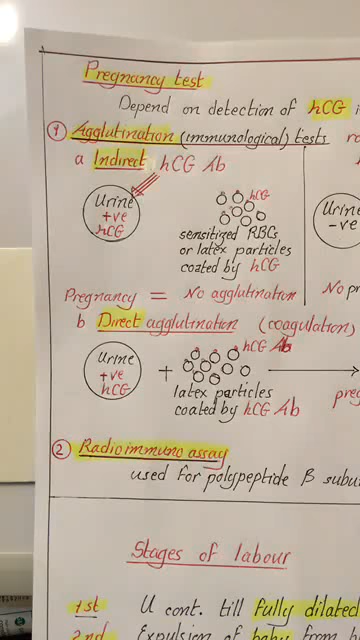 Pregnancy test
Depend on detection of hCG
① Agglutination (immunological) tests
a Indirect hCG Ab
Urine
+ve
hCG
hCG
sensitized RBG
or latex particles
coated by hCG
Urine
-ve
Pregnancy = No agglutination
No
b Direct agglutination (coagulation)
Urine
+ve
hCG
+
hCG Ab
latex particles
coated by hCG Ab
② Radioimmuno assay
used for polypeptide β
Stages of labour
1st U cont. till fully dilated
2nd Expulsion of baby